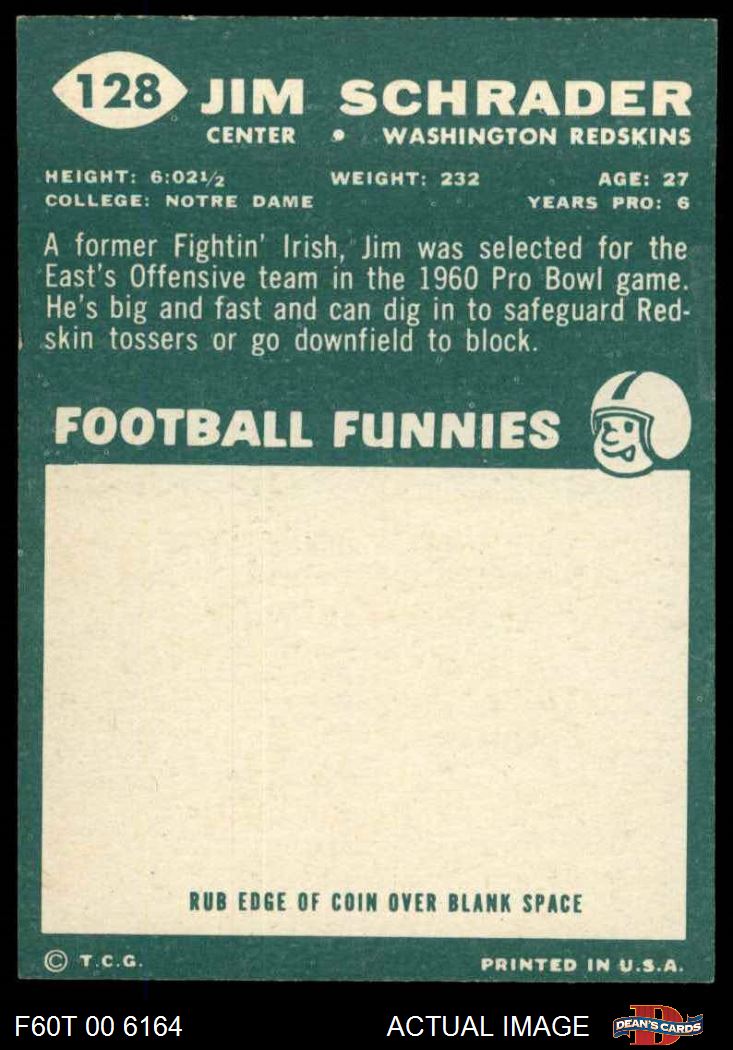 128 JIM SCHRADER
CENTER • WASHINGTON REDSKINS
HEIGHT: 6:02½ WEIGHT: 232 AGE: 27
COLLEGE: NOTRE DAME YEARS PRO: 6
A former Fightin' Irish, Jim was selected for the
East's Offensive team in the 1960 Pro Bowl game.
He's big and fast and can dig in to safeguard Red-
skin tossers or go downfield to block.
FOOTBALL FUNNIES
RUB EDGE OF COIN OVER BLANK SPACE
© T.C.G. PRINTED IN U.S.A.
F60T 00 6164 ACTUAL IMAGE D DEAN'S CARDS